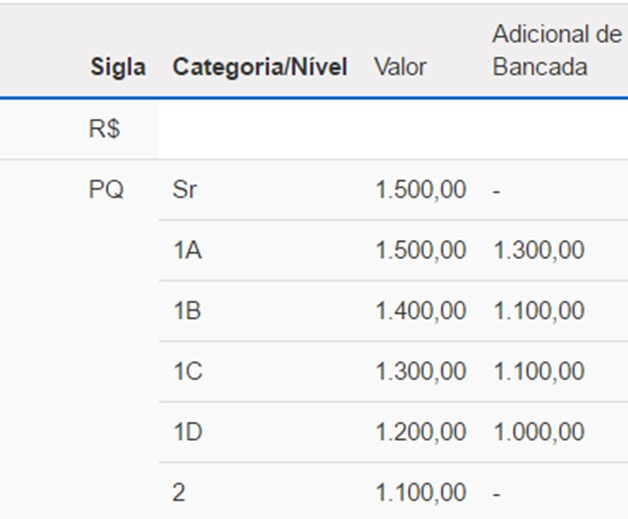 Sigla Categoria/Nível Valor Adicional de Bancada
R$
PQ Sr 1.500,00 -
1A 1.500,00 1.300,00
1B 1.400,00 1.100,00
1C 1.300,00 1.100,00
1D 1.200,00 1.000,00
2 1.100,00 -